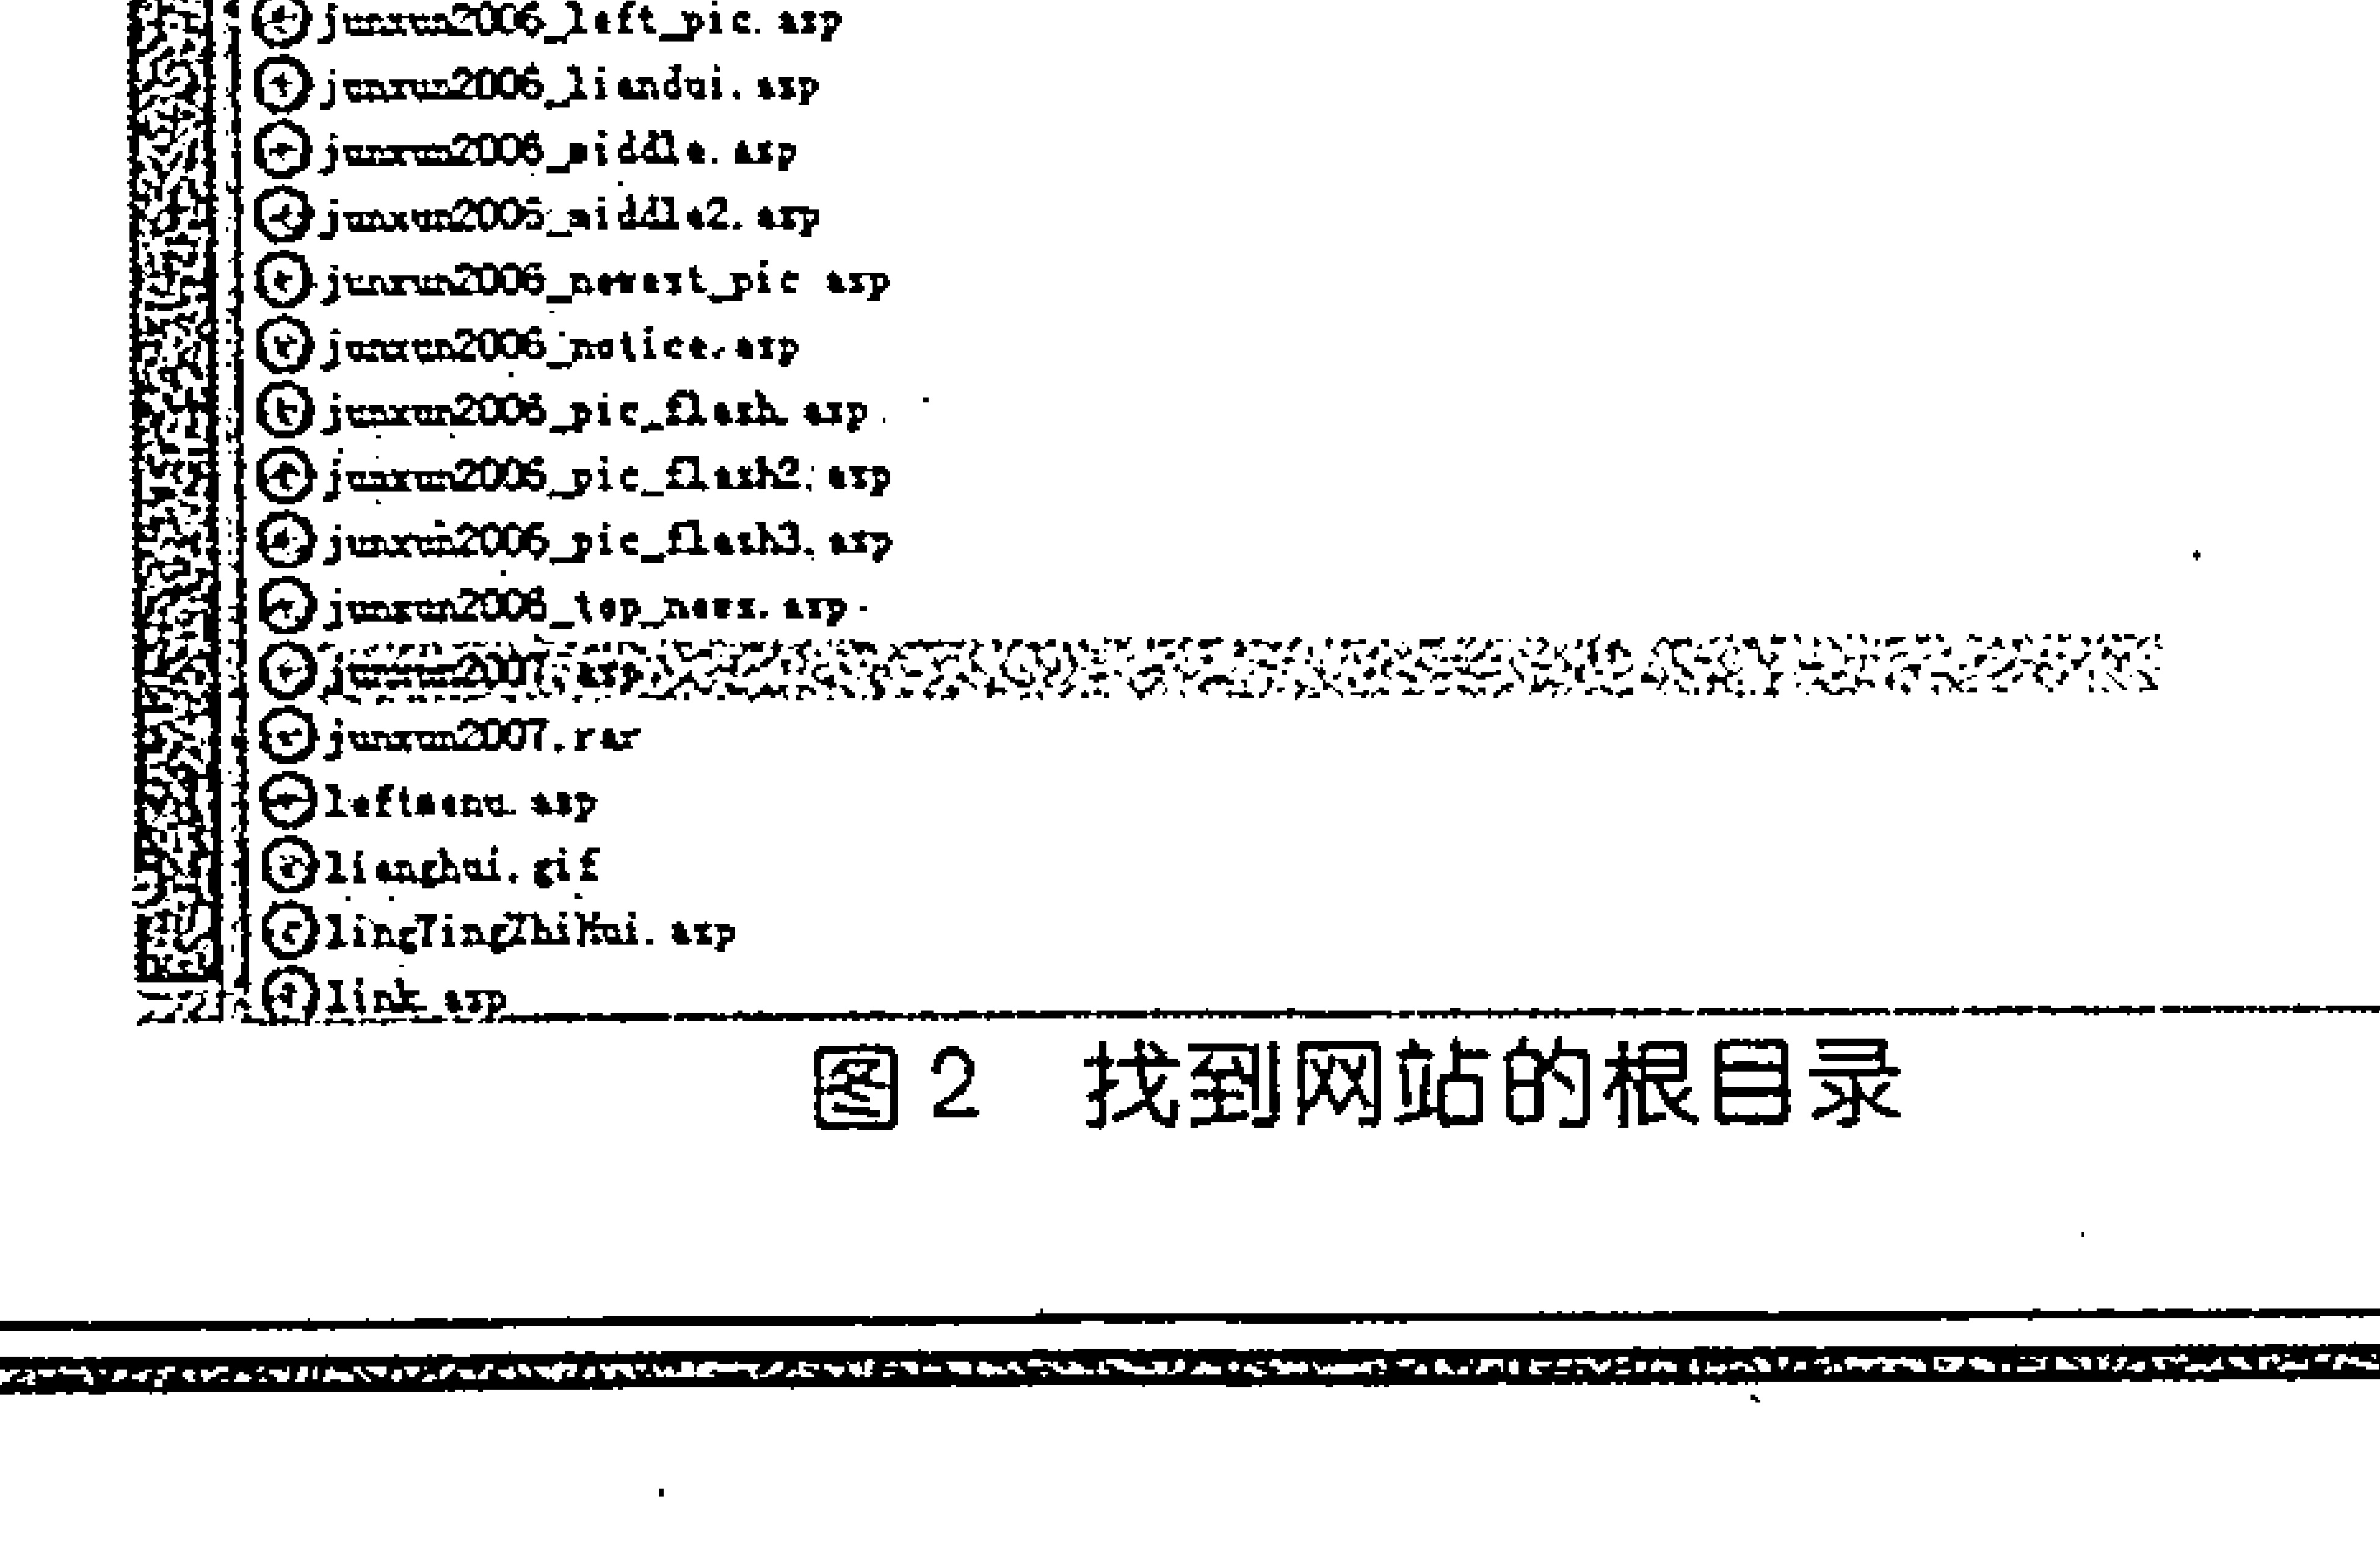 junxun2006_left_pic.asp
junxun2006_liandui.asp
junxun2006_middle.asp
junxun2006_middle2.asp
junxun2006_newest_pic.asp
junxun2006_notice.asp
junxun2006_pic_flash.asp
junxun2006_pic_flash2.asp
junxun2006_pic_flash3.asp
junxun2006_top_news.asp
junxun2007.asp
junxun2007.rar
leftmenu.asp
lianghui.gif
lingTingZhiHui.asp
link.asp
图2 找到网站的根目录